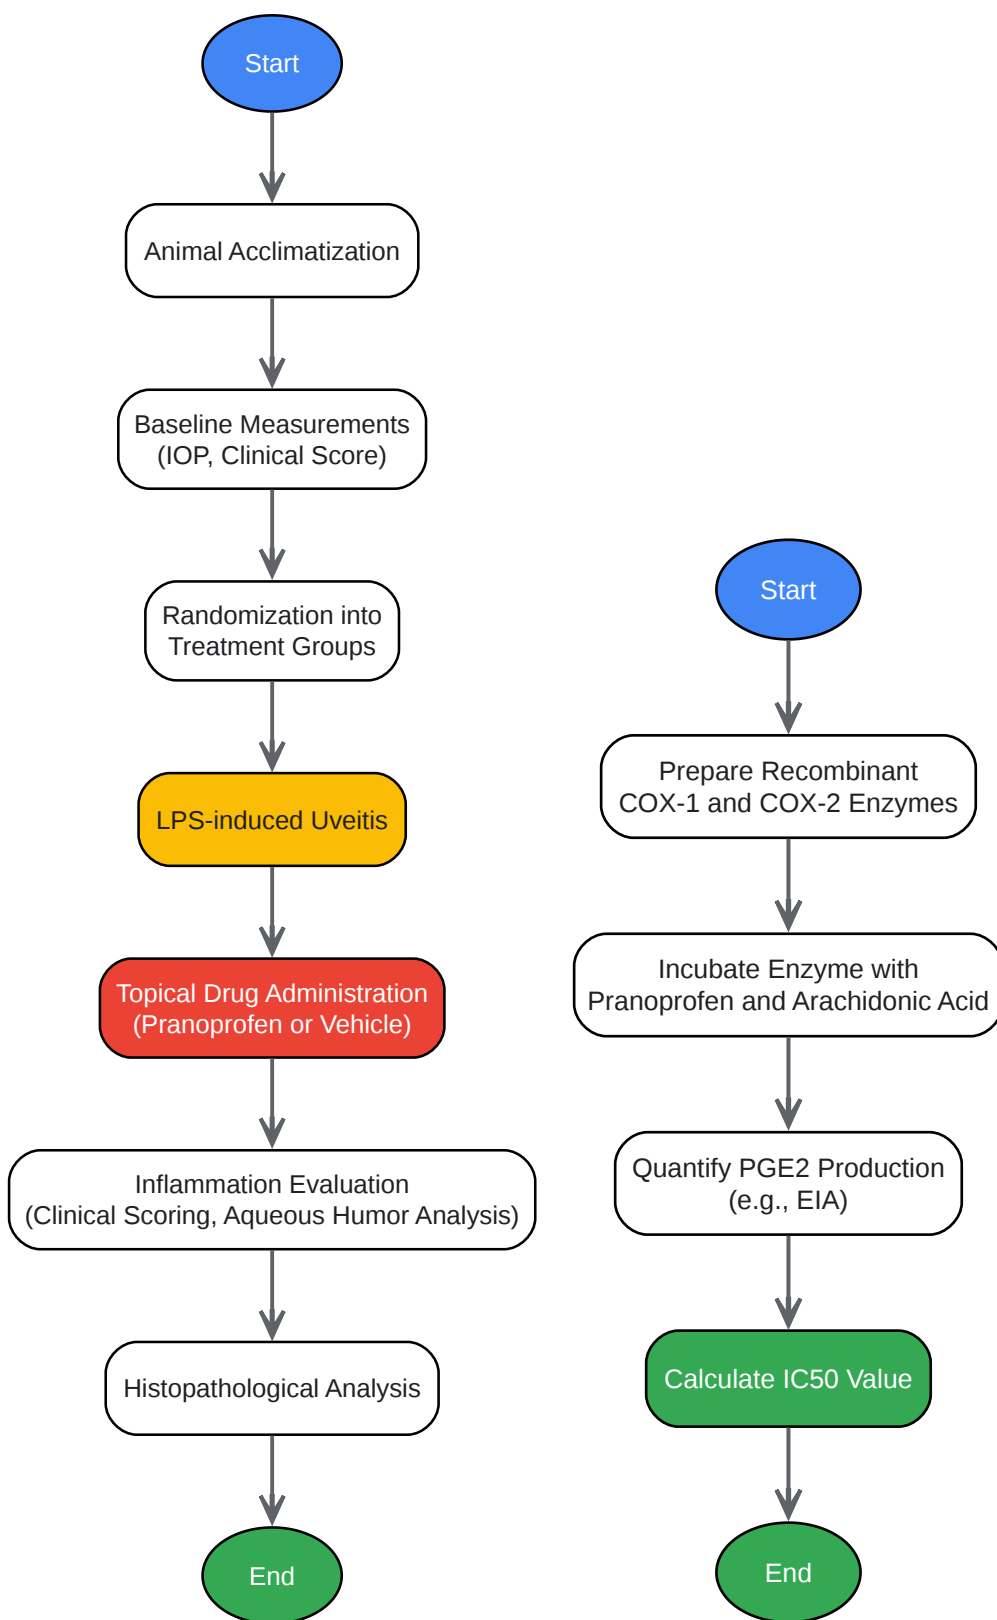 Start
Animal Acclimatization
Baseline Measurements
(IOP, Clinical Score)
Randomization into
Treatment Groups
LPS-induced Uveitis
Topical Drug Administration
(Pranoprofen or Vehicle)
Inflammation Evaluation
(Clinical Scoring, Aqueous Humor Analysis)
Histopathological Analysis
End
Start
Prepare Recombinant
COX-1 and COX-2 Enzymes
Incubate Enzyme with
Pranoprofen and Arachidonic Acid
Quantify PGE2 Production
(e.g., EIA)
Calculate IC50 Value
End